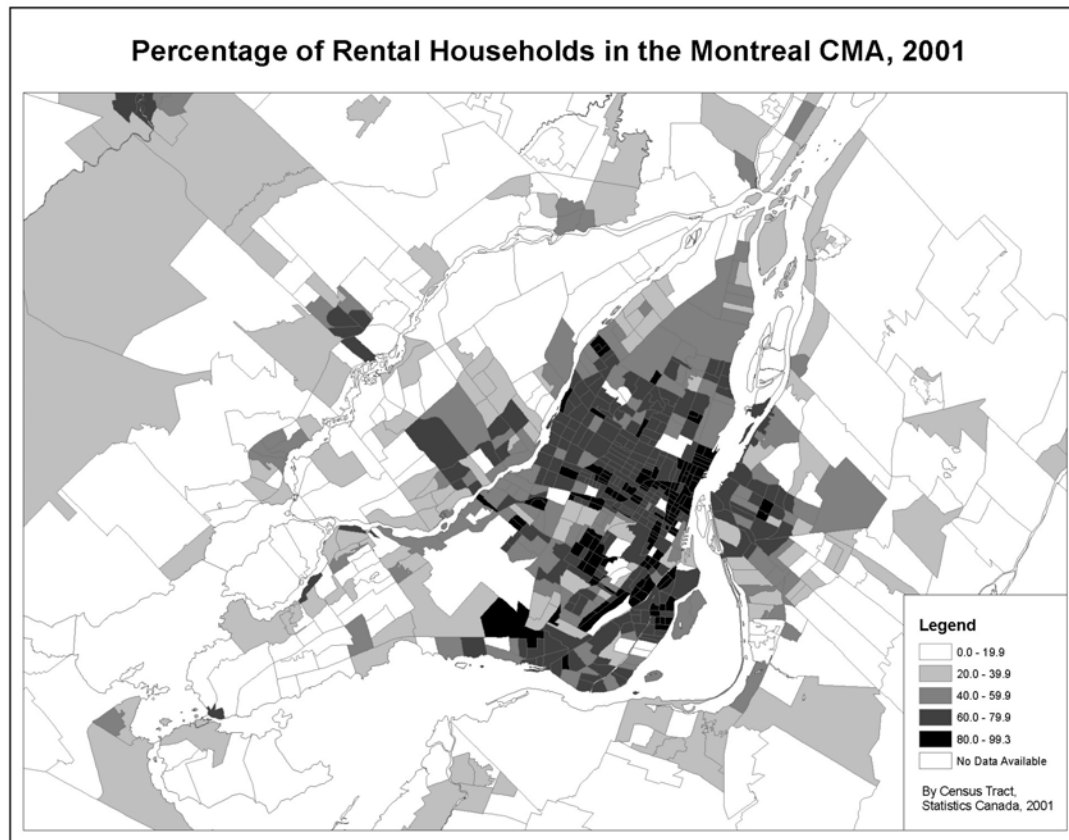 Percentage of Rental Households in the Montreal CMA, 2001
Legend
0.0 - 19.9
20.0 - 39.9
40.0 - 59.9
60.0 - 79.9
80.0 - 99.3
No Data Available
By Census Tract,
Statistics Canada, 2001